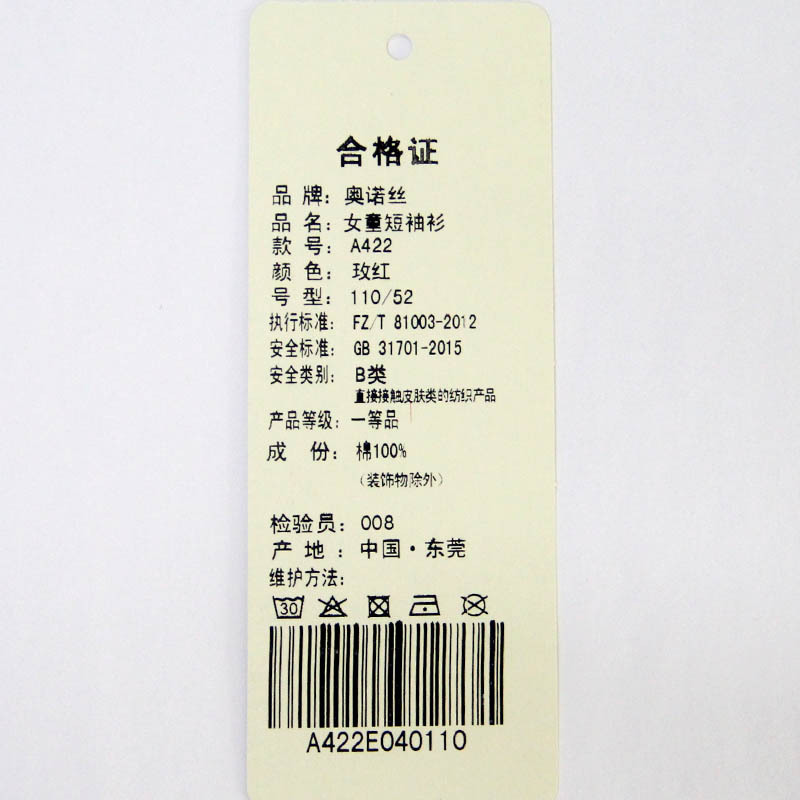 合格证
品 牌：奥诺丝
品 名：女童短袖衫
款 号：A422
颜 色：玫红
号 型：110/52
执行标准：FZ/T 81003-2012
安全标准：GB 31701-2015
安全类别：B类
直接接触皮肤类的纺织产品
产品等级：一等品
成 份：棉100%
（装饰物除外）
检验员：008
产 地：中国·东莞
维护方法：
30
A422E040110